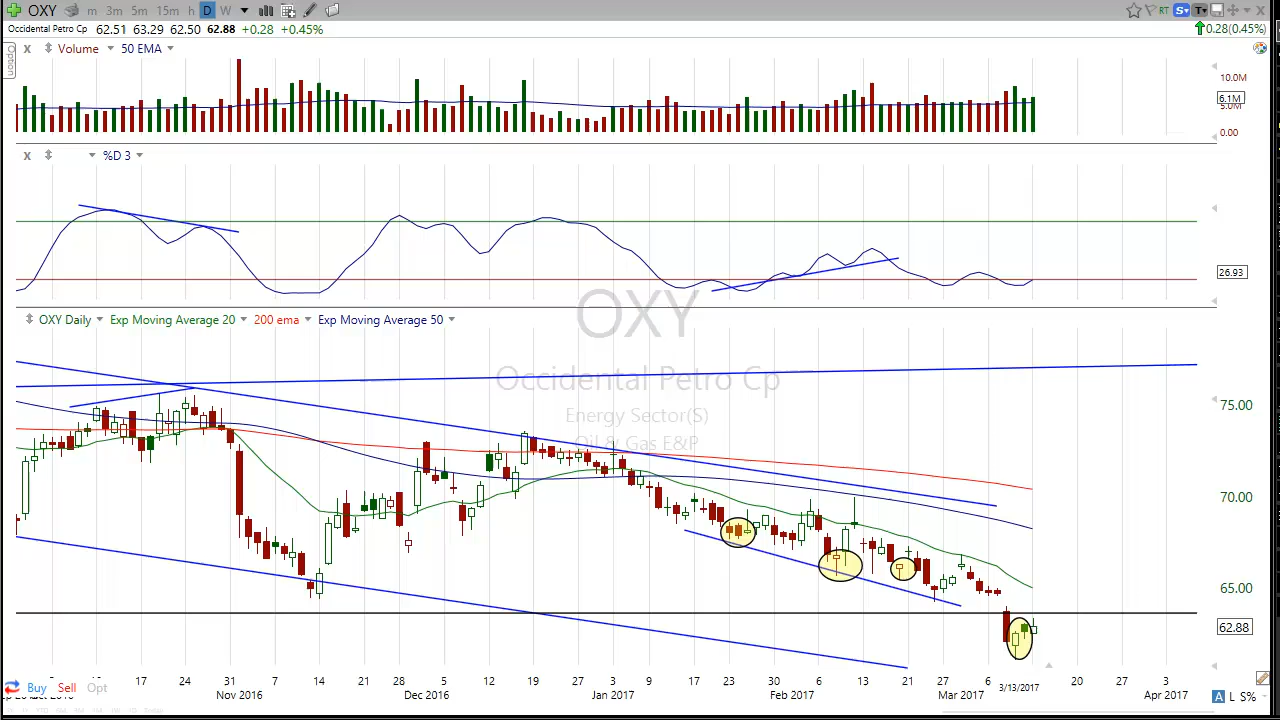 OXY m 3m 5m 15m h D W RT S T
Occidental Petro Cp 62.51 63.29 62.50 62.88 +0.28 +0.45% 0.28(0.45%)
Option
X Volume 50 EMA
10.0M
6.1M
5.0M
0.00
X %D 3
26.93
OXY Daily Exp Moving Average 20 200 ema Exp Moving Average 50
OXY
Occidental Petro Cp
Energy Sector(S)
Oil & Gas E&P
75.00
70.00
65.00
62.88
17 24 31 7 14 21 28 5 12 19 27 3 9 17 23 30 6 13 21 27 6 3/13/2017 20 27 3
Buy Sell Opt
Nov 2016 Dec 2016 Jan 2017 Feb 2017 Mar 2017 Apr 2017
A L S%